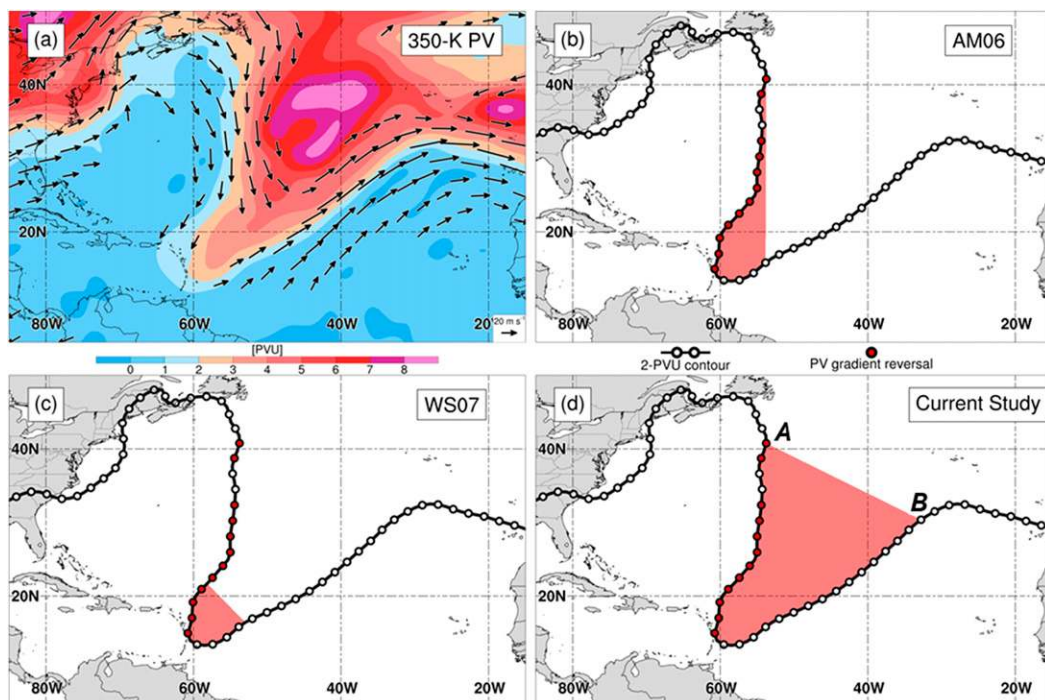 (a)
350-K PV
40N
20N
80W
60W
40W
20
20 m s⁻¹
(b)
AM06
40N
20N
80W
60W
40W
20W
[PVU]
0 1 2 3 4 5 6 7 8
2-PVU contour
PV gradient reversal
(c)
WS07
40N
20N
80W
60W
40W
20W
(d)
Current Study
A
B
40N
20N
80W
60W
40W
20W